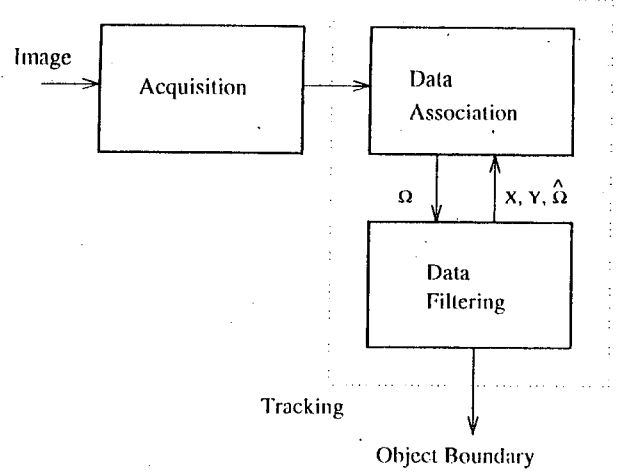 Image
Acquisition
Data
Association
Ω
X, Y, Ω̂
Data
Filtering
Tracking
Object Boundary